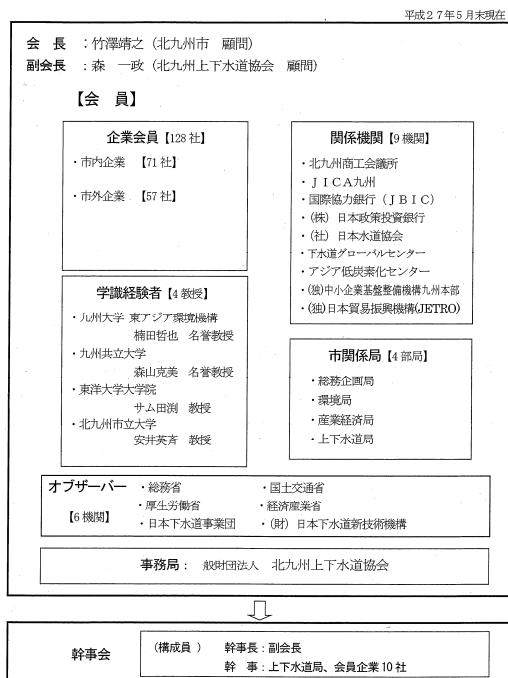 平成27年5月末現在
会　長　：竹澤靖之（北九州市　顧問）
副会長　：森　一政（北九州上下水道協会　顧問）
【会　員】
企業会員【128社】
・市内企業　【71社】
・市外企業　【57社】
学識経験者【4教授】
・九州大学　東アジア環境機構
楠田哲也　名誉教授
・九州共立大学
森山克美　名誉教授
・東洋大学大学院
サム田渕　教授
・北九州市立大学
安井英斉　教授
関係機関【9機関】
・北九州商工会議所
・ＪＩＣＡ九州
・国際協力銀行（ＪＢＩＣ）
・(株) 日本政策投資銀行
・(社) 日本水道協会
・下水道グローバルセンター
・アジア低炭素化センター
・(独)中小企業基盤整備機構九州本部
・(独)日本貿易振興機構(JETRO)
市関係局【4部局】
・総務企画局
・環境局
・産業経済局
・上下水道局
オブザーバー
【6機関】
・総務省　・国土交通省
・厚生労働省　・経済産業省
・日本下水道事業団　・(財) 日本下水道新技術機構
事務局：　一般財団法人　北九州上下水道協会
幹事会
（構成員 ）　幹事長：副会長
幹　事：上下水道局、会員企業10社